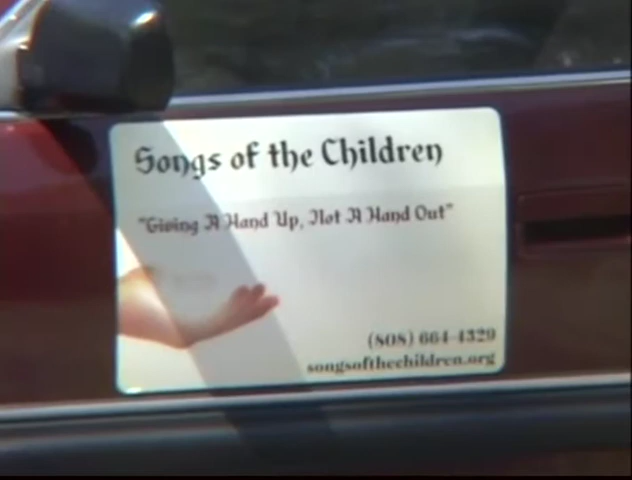 Songs of the Children
"Giving A Hand Up, Not A Hand Out"
(808) 664-4329
songsofthechildren.org